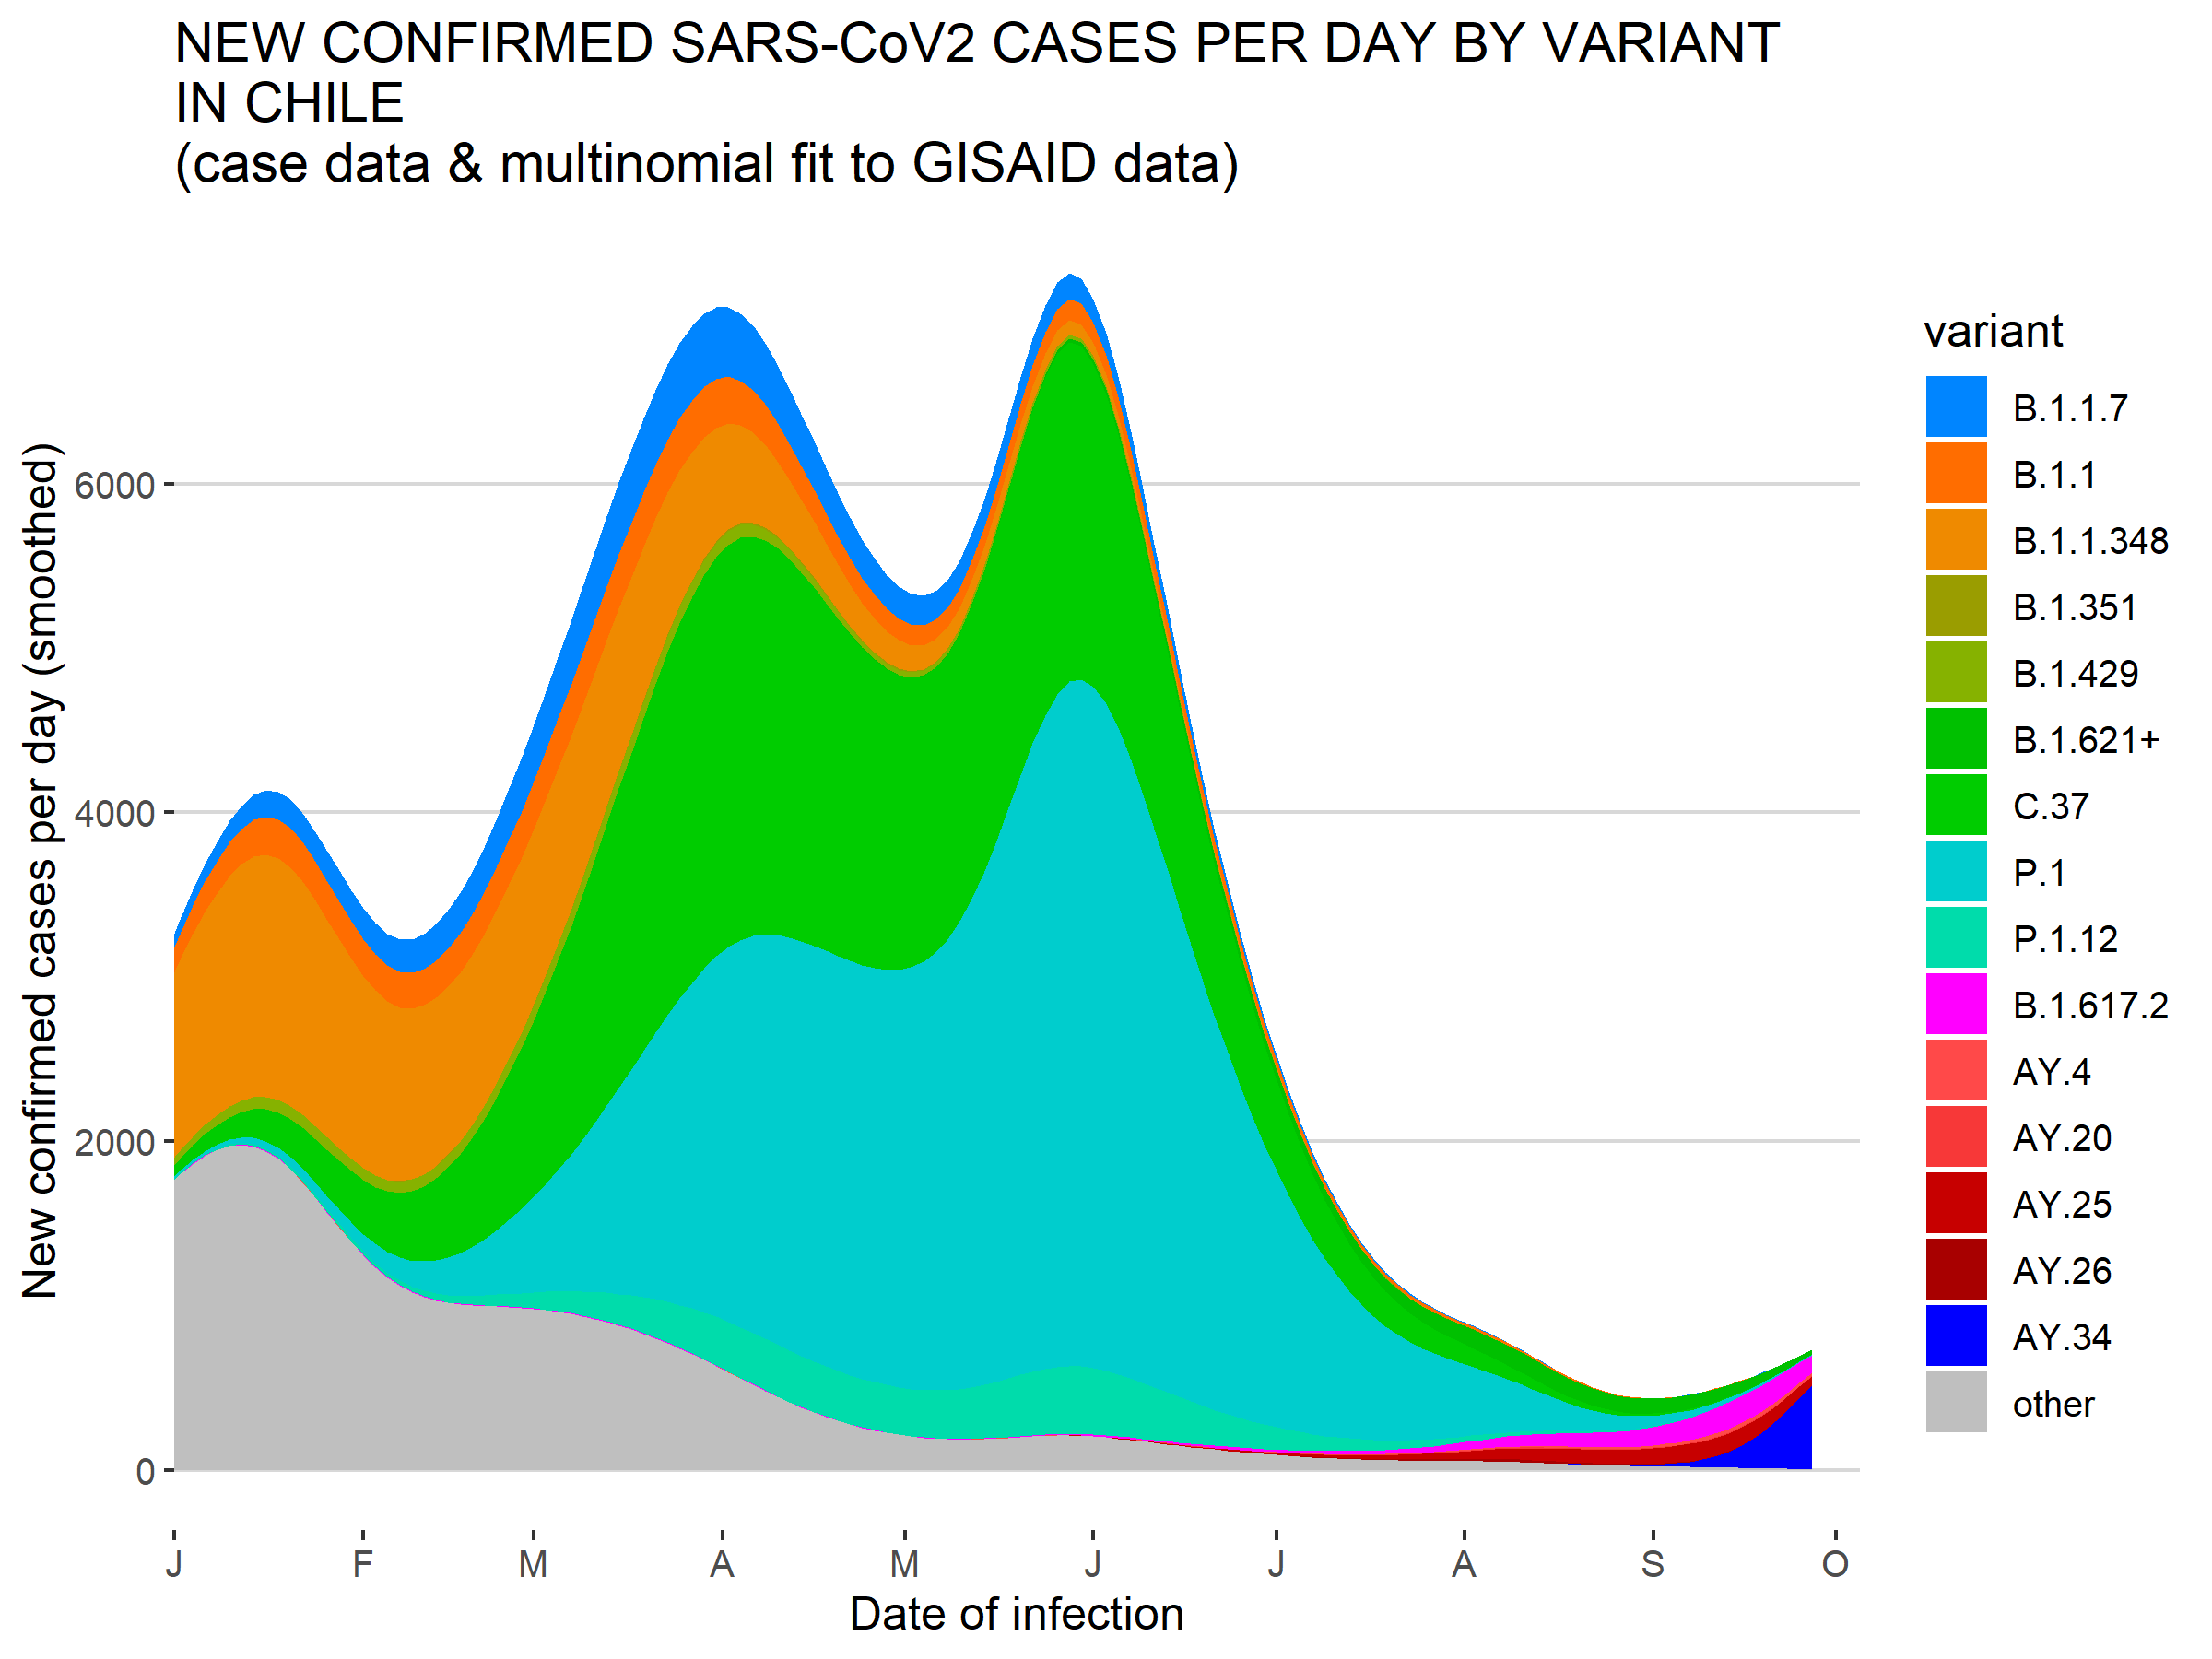 NEW CONFIRMED SARS-CoV2 CASES PER DAY BY VARIANT
IN CHILE
(case data & multinomial fit to GISAID data)
New confirmed cases per day (smoothed)
6000
4000
2000
0
J F M A M J J A S O
Date of infection
variant
B.1.1.7
B.1.1
B.1.1.348
B.1.351
B.1.429
B.1.621+
C.37
P.1
P.1.12
B.1.617.2
AY.4
AY.20
AY.25
AY.26
AY.34
other